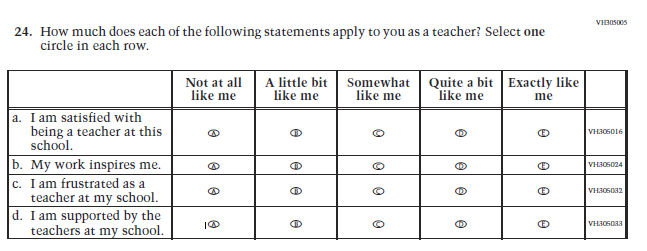 VH305005
24. How much does each of the following statements apply to you as a teacher? Select one
circle in each row.
Not at all
like me
A little bit
like me
Somewhat
like me
Quite a bit
like me
Exactly like
me
a. I am satisfied with
being a teacher at this
school.
A B C D E VH305016
b. My work inspires me. A B C D E VH305024
c. I am frustrated as a
teacher at my school.
A B C D E VH305032
d. I am supported by the
teachers at my school.
A B C D E VH305033